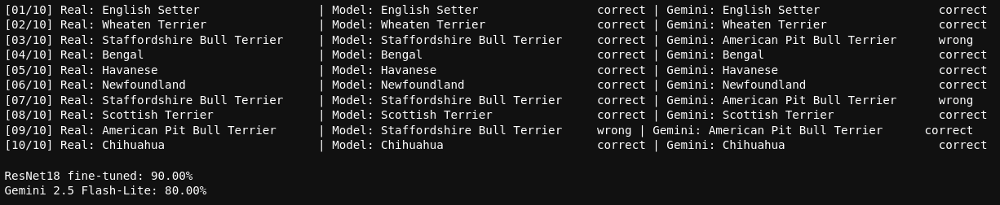 [01/10] Real: English Setter                 | Model: English Setter                 correct | Gemini: English Setter                 correct
[02/10] Real: Wheaten Terrier                | Model: Wheaten Terrier                correct | Gemini: Wheaten Terrier                correct
[03/10] Real: Staffordshire Bull Terrier     | Model: Staffordshire Bull Terrier     correct | Gemini: American Pit Bull Terrier      wrong
[04/10] Real: Bengal                         | Model: Bengal                         correct | Gemini: Bengal                         correct
[05/10] Real: Havanese                       | Model: Havanese                       correct | Gemini: Havanese                       correct
[06/10] Real: Newfoundland                   | Model: Newfoundland                   correct | Gemini: Newfoundland                   correct
[07/10] Real: Staffordshire Bull Terrier     | Model: Staffordshire Bull Terrier     correct | Gemini: American Pit Bull Terrier      wrong
[08/10] Real: Scottish Terrier               | Model: Scottish Terrier               correct | Gemini: Scottish Terrier               correct
[09/10] Real: American Pit Bull Terrier      | Model: Staffordshire Bull Terrier     wrong | Gemini: American Pit Bull Terrier      correct
[10/10] Real: Chihuahua                      | Model: Chihuahua                      correct | Gemini: Chihuahua                      correct

ResNet18 fine-tuned: 90.00%
Gemini 2.5 Flash-Lite: 80.00%